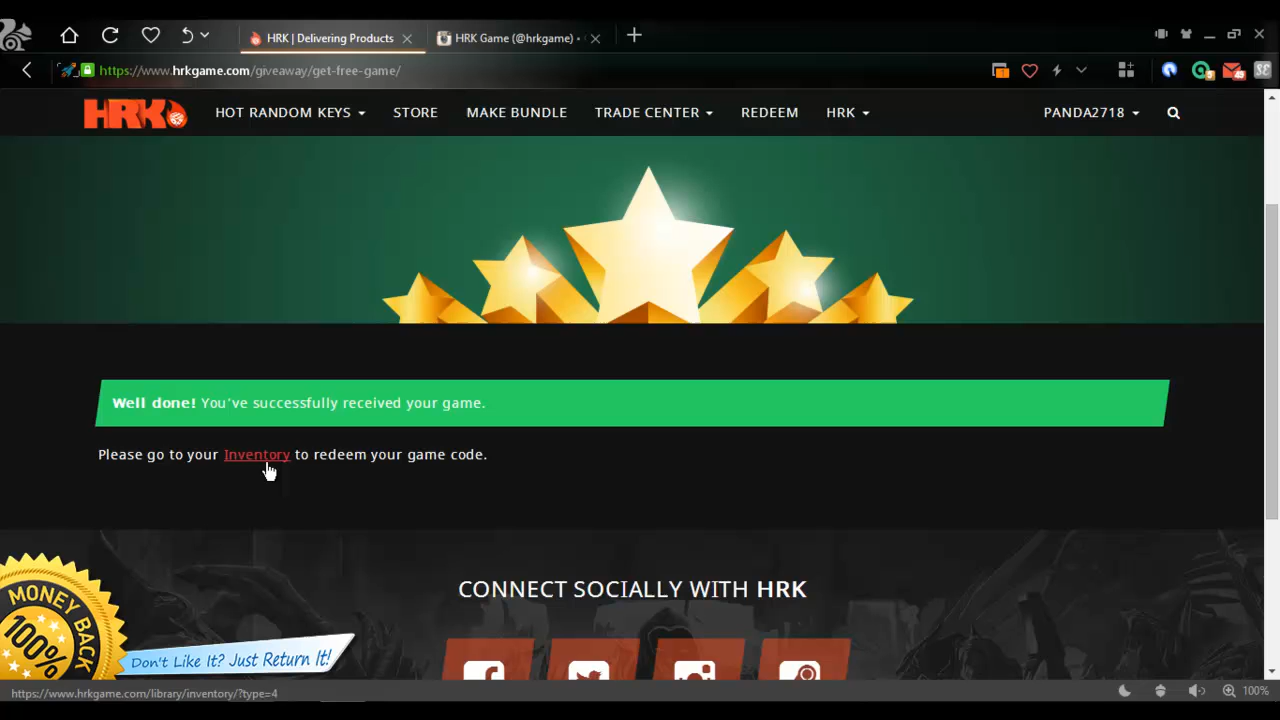 HRK | Delivering Products
HRK Game (@hrkgame) •
https://www.hrkgame.com/giveaway/get-free-game/
HRK
HOT RANDOM KEYS
STORE
MAKE BUNDLE
TRADE CENTER
REDEEM
HRK
PANDA2718
Well done! You've successfully received your game.
Please go to your Inventory to redeem your game code.
CONNECT SOCIALLY WITH HRK
MONEY BACK
100%
Don't Like It? Just Return It!
https://www.hrkgame.com/library/inventory/?type=4
100%